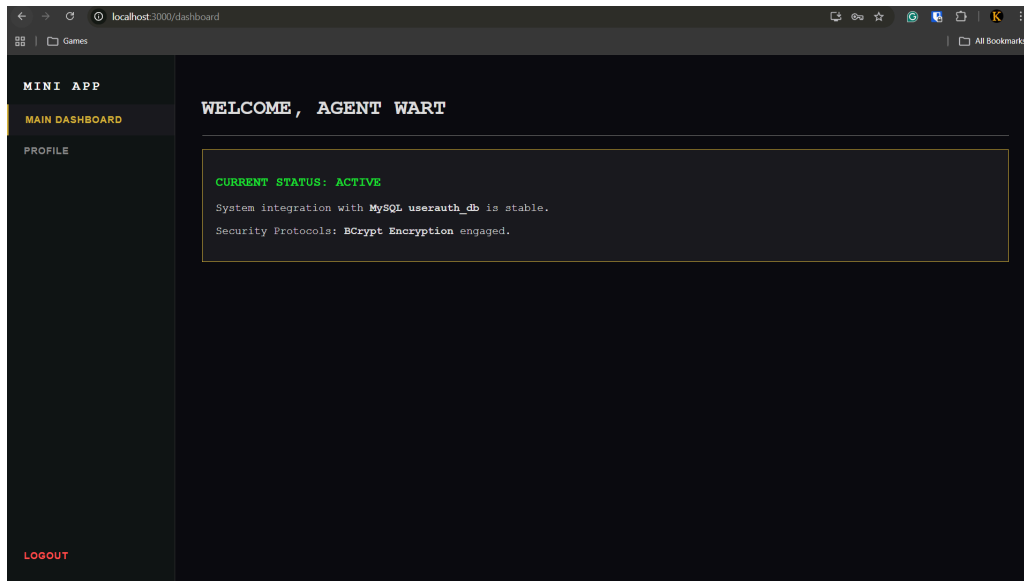 localhost:3000/dashboard
Games
All Bookmarks
MINI APP
MAIN DASHBOARD
PROFILE
LOGOUT
WELCOME, AGENT WART
CURRENT STATUS: ACTIVE
System integration with MySQL userauth_db is stable.
Security Protocols: BCrypt Encryption engaged.
K